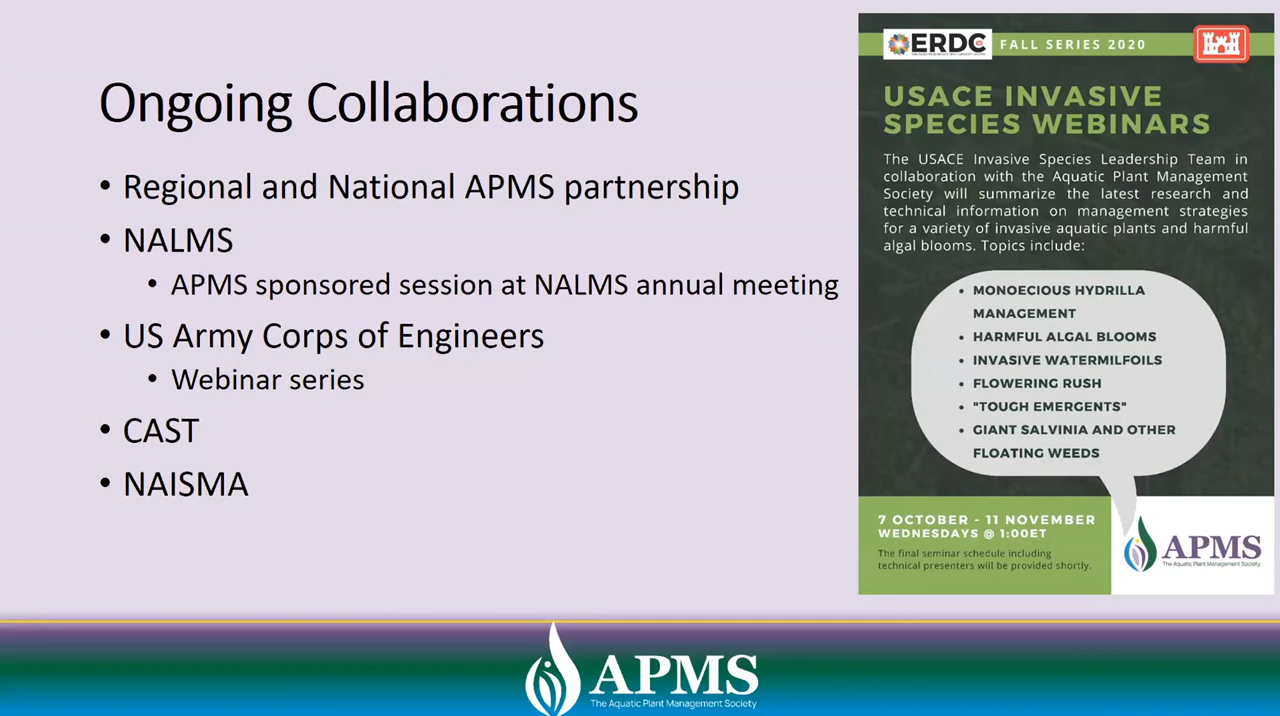 Ongoing Collaborations
• Regional and National APMS partnership
• NALMS
• APMS sponsored session at NALMS annual meeting
• US Army Corps of Engineers
• Webinar series
• CAST
• NAISMA
ERDC
FALL SERIES 2020
USACE INVASIVE
SPECIES WEBINARS
The USACE Invasive Species Leadership Team in
collaboration with the Aquatic Plant Management
Society will summarize the latest research and
technical information on management strategies
for a variety of invasive aquatic plants and harmful
algal blooms. Topics include:
• MONOECIOUS HYDRILLA
MANAGEMENT
• HARMFUL ALGAL BLOOMS
• INVASIVE WATERMILFOILS
• FLOWERING RUSH
• "TOUGH EMERGENTS"
• GIANT SALVINIA AND OTHER
FLOATING WEEDS
7 OCTOBER - 11 NOVEMBER
WEDNESDAYS @ 1:00ET
The final seminar schedule including
technical presenters will be provided shortly.
APMS
The Aquatic Plant Management Society
APMS
The Aquatic Plant Management Society